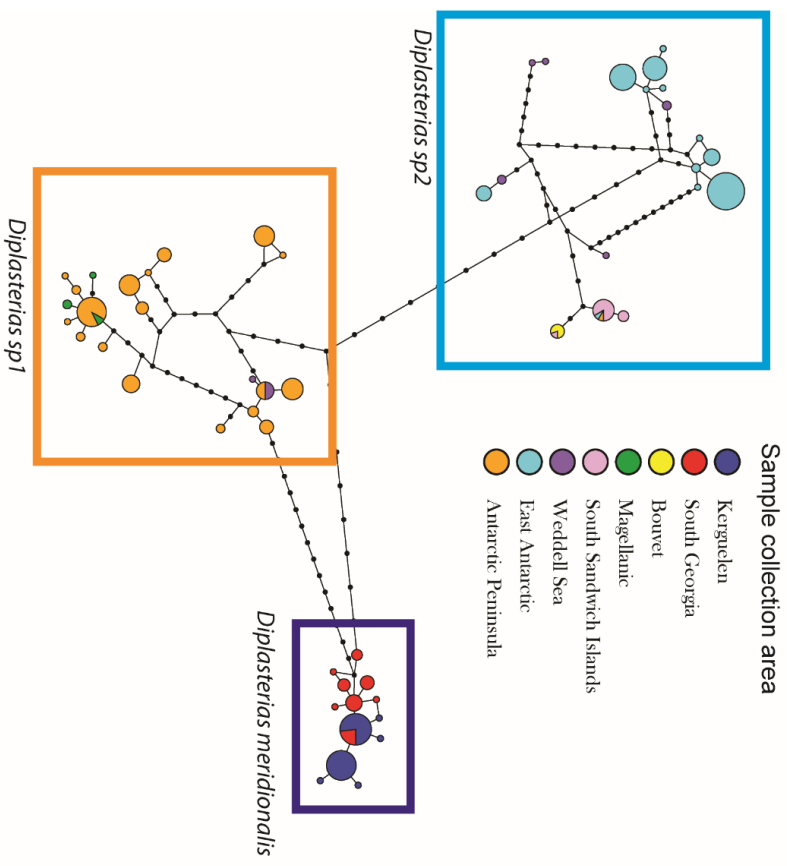 Diplasterias sp2
Diplasterias sp1
Diplasterias meridionalis
Sample collection area
Kerguelen
South Georgia
Bouvet
Magellanic
South Sandwich Islands
Weddell Sea
East Antarctic
Antarctic Peninsula